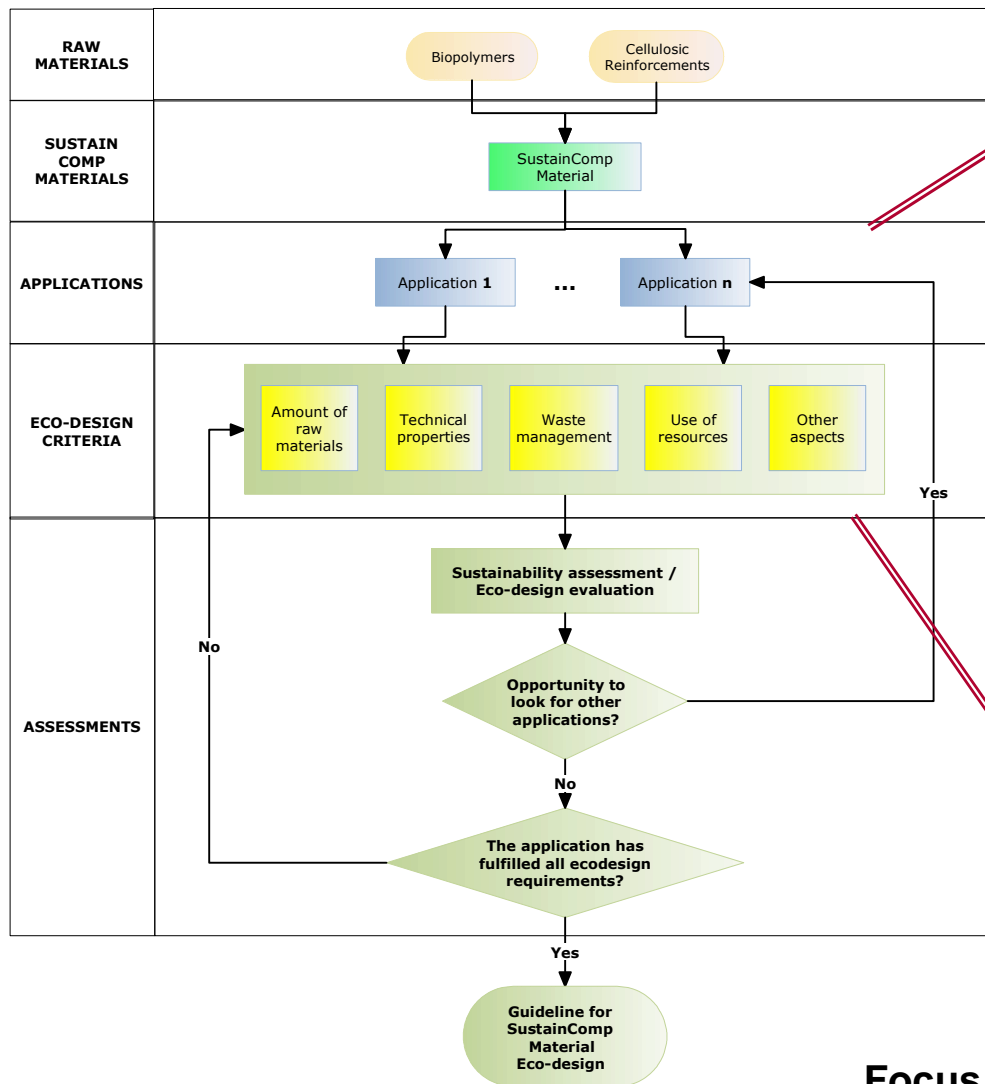 RAW
MATERIALS
Biopolymers
Cellulosic
Reinforcements
SUSTAIN
COMP
MATERIALS
SustainComp
Material
APPLICATIONS
Application 1
...
Application n
ECO-DESIGN
CRITERIA
Amount of
raw
materials
Technical
properties
Waste
management
Use of
resources
Other
aspects
Yes
ASSESSMENTS
Sustainability assessment /
Eco-design evaluation
No
Opportunity to
look for other
applications?
No
The application has
fulfilled all ecodesign
requirements?
Yes
Guideline for
SustainComp
Material
Eco-design
Focus